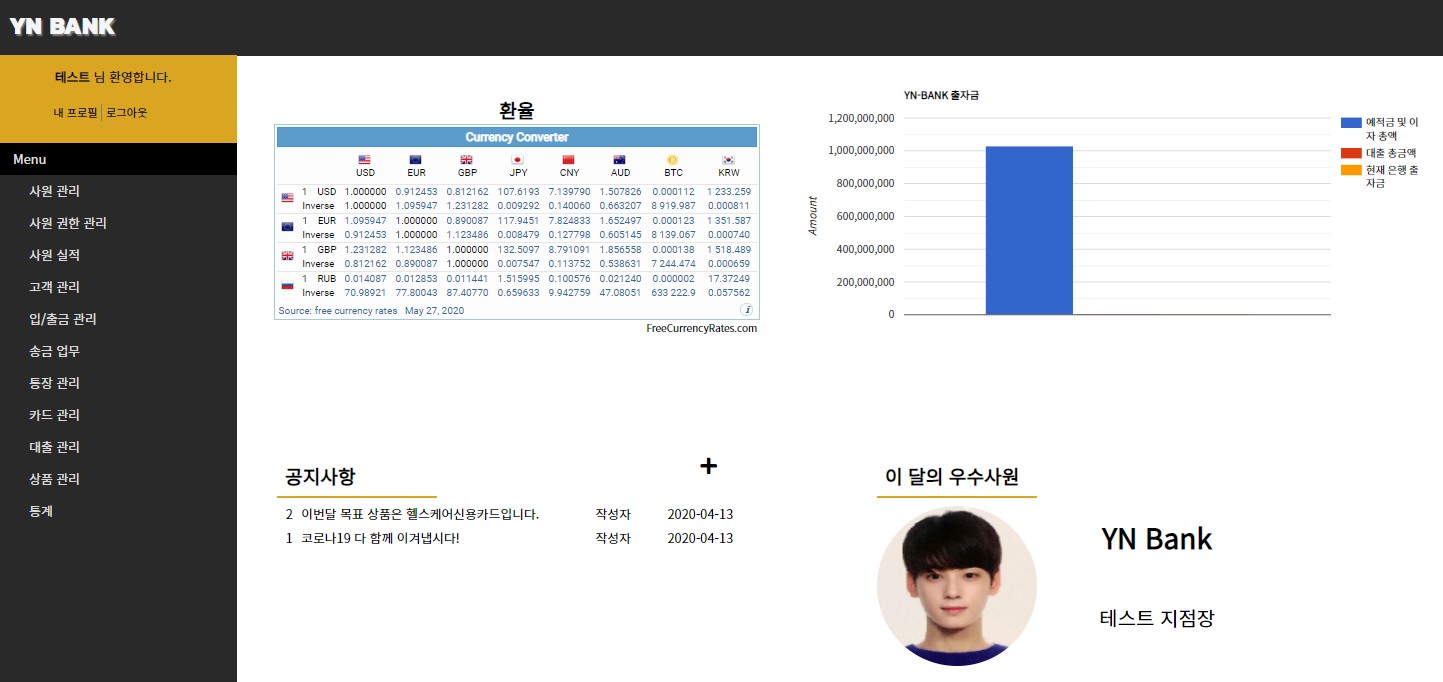 YN BANK
테스트 님 환영합니다.
내 프로필 로그아웃
Menu
사원 관리
사원 권한 관리
사원 실적
고객 관리
입/출금 관리
송금 업무
통장 관리
카드 관리
대출 관리
상품 관리
통계
환율
Currency Converter
USD EUR GBP JPY CNY AUD BTC KRW
1 USD 1.000000 0.912453 0.812162 107.6193 7.139790 1.507826 0.000112 1 233.259
Inverse 1.000000 1.095947 1.231282 0.009292 0.140060 0.663207 8 919.987 0.000811
1 EUR 1.095947 1.000000 0.890087 117.9451 7.824833 1.652497 0.000123 1 351.587
Inverse 0.912453 1.000000 1.123486 0.008479 0.127798 0.605145 8 139.067 0.000740
1 GBP 1.231282 1.123486 1.000000 132.5097 8.791091 1.856558 0.000138 1 518.489
Inverse 0.812162 0.890087 1.000000 0.007547 0.113752 0.538631 7 244.474 0.000659
1 RUB 0.014087 0.012853 0.011441 1.515995 0.100576 0.021240 0.000002 17.37249
Inverse 70.98921 77.80043 87.40770 0.659633 9.942759 47.08051 633 222.9 0.057562
Source: free currency rates May 27, 2020
i
FreeCurrencyRates.com
YN-BANK 출자금
Amount
1,200,000,000
1,000,000,000
800,000,000
600,000,000
400,000,000
200,000,000
0
예적금 및 이
자 총액
대출 총금액
현재 은행 출
자금
공지사항
+
2 이번달 목표 상품은 헬스케어신용카드입니다. 작성자 2020-04-13
1 코로나19 다 함께 이겨냅시다! 작성자 2020-04-13
이 달의 우수사원
YN Bank
테스트 지점장